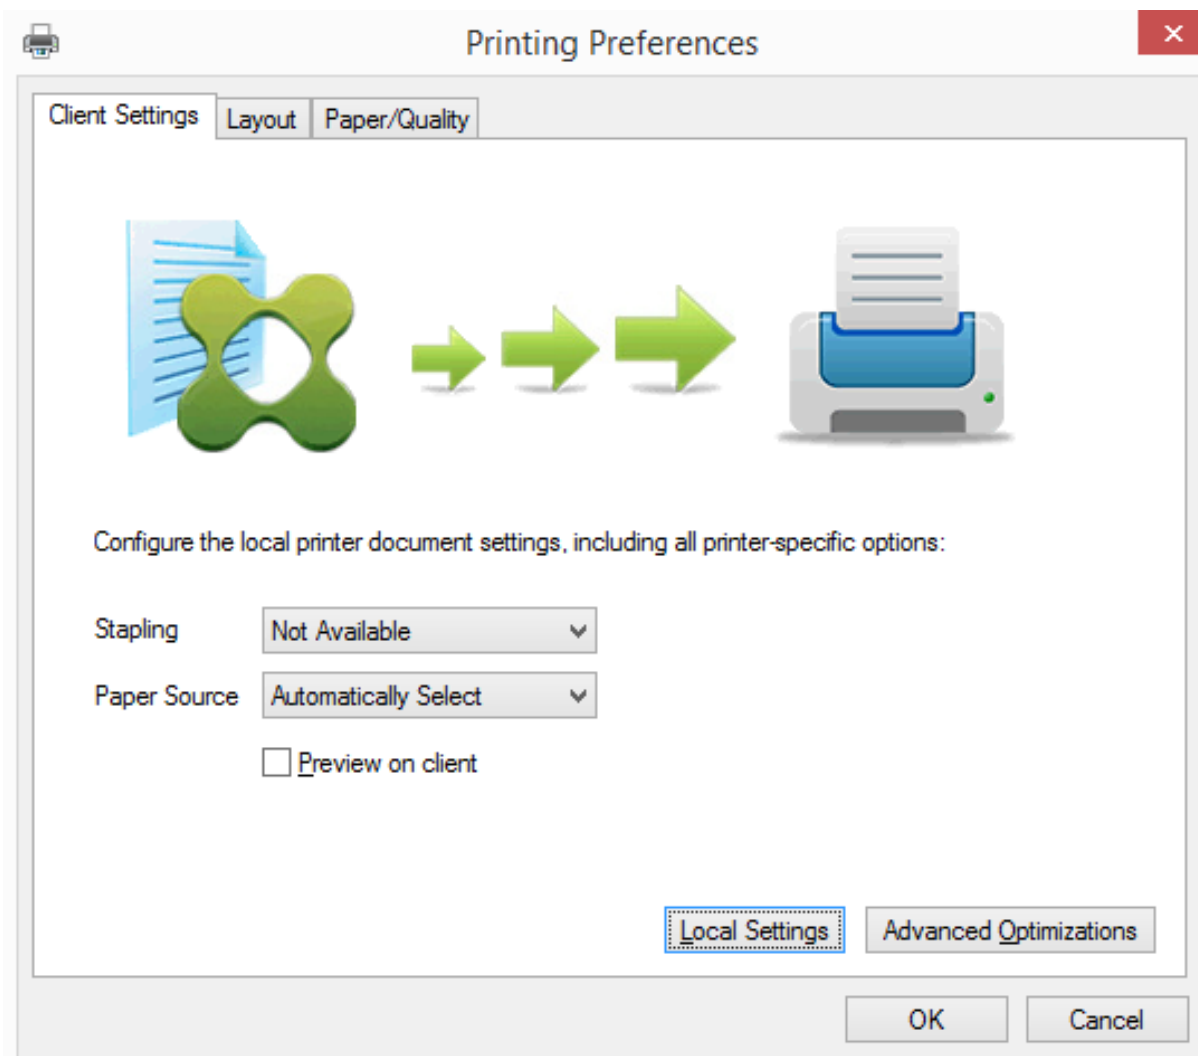 Printing Preferences
Client Settings
Layout
Paper/Quality
Configure the local printer document settings, including all printer-specific options:
Stapling
Not Available
Paper Source
Automatically Select
Preview on client
Local Settings
Advanced Optimizations
OK
Cancel